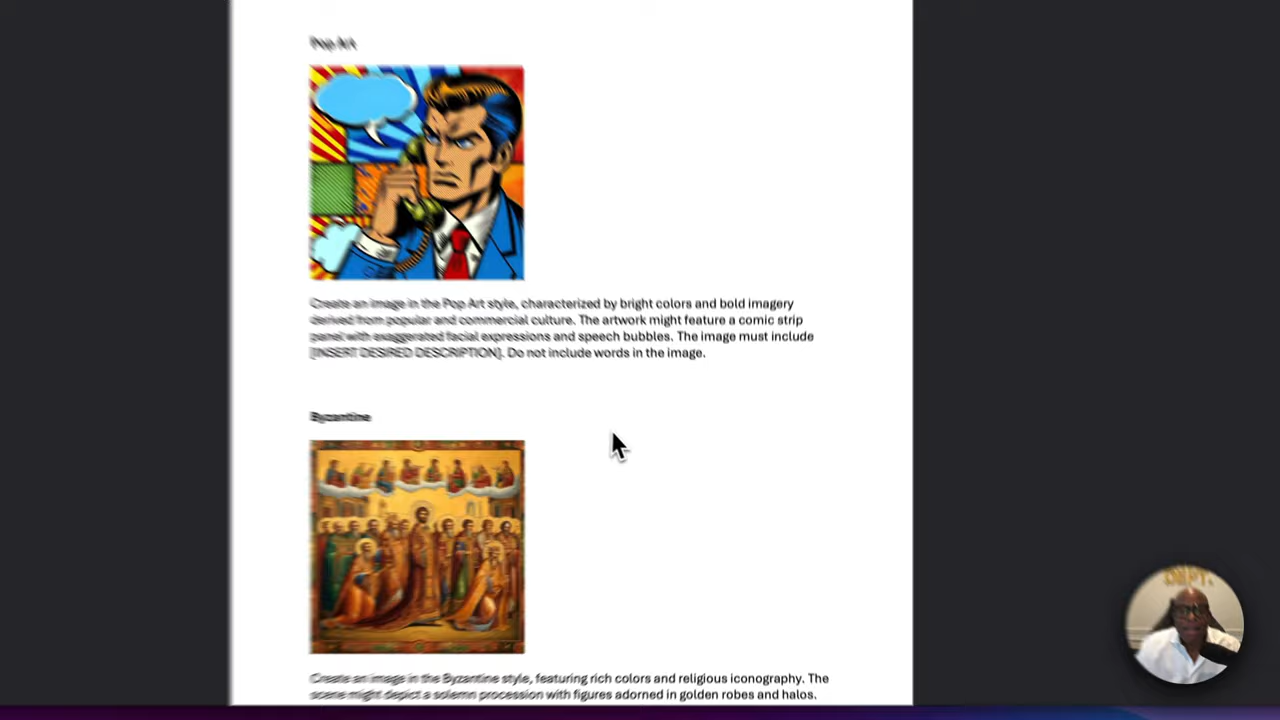 Pop Art
Create an image in the Pop Art style, characterized by bright colors and bold imagery
derived from popular and commercial culture. The artwork might feature a comic strip
panel with exaggerated facial expressions and speech bubbles. The image must include
[INSERT DESIRED DESCRIPTION]. Do not include words in the image.
Byzantine
Create an image in the Byzantine style, featuring rich colors and religious iconography. The
scene might depict a solemn procession with figures adorned in golden robes and halos.
DEPT.